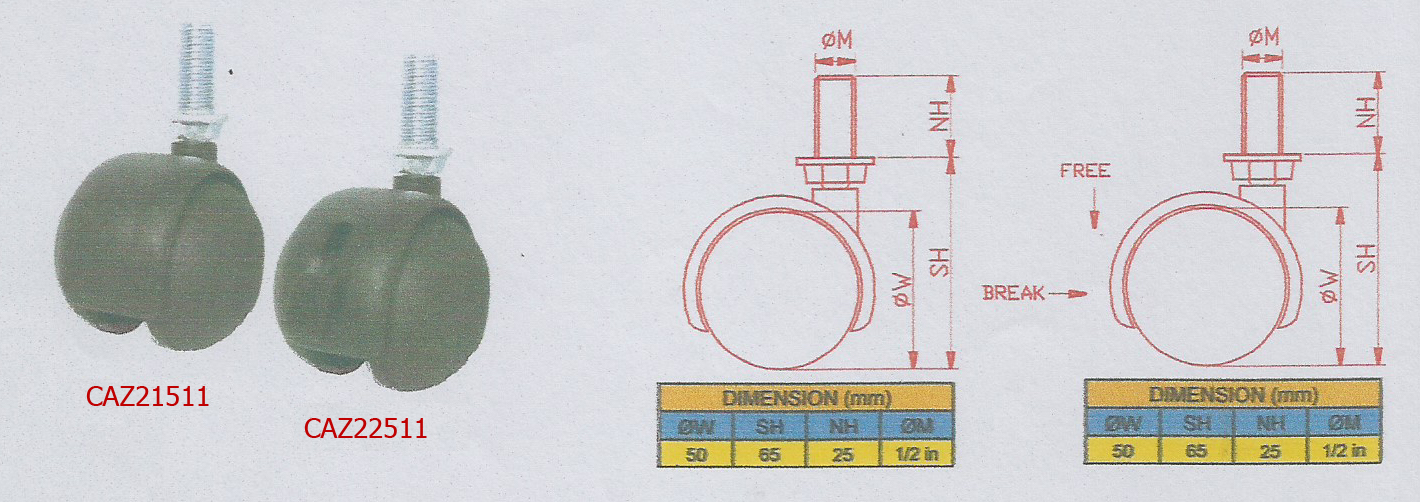 CAZ21511
CAZ22511
ØM
NH
SH
ØW
DIMENSION (mm)
ØW SH NH ØM
50 65 25 1/2 in
FREE
BREAK
ØM
NH
SH
ØW
DIMENSION (mm)
ØW SH NH ØM
50 65 25 1/2 in